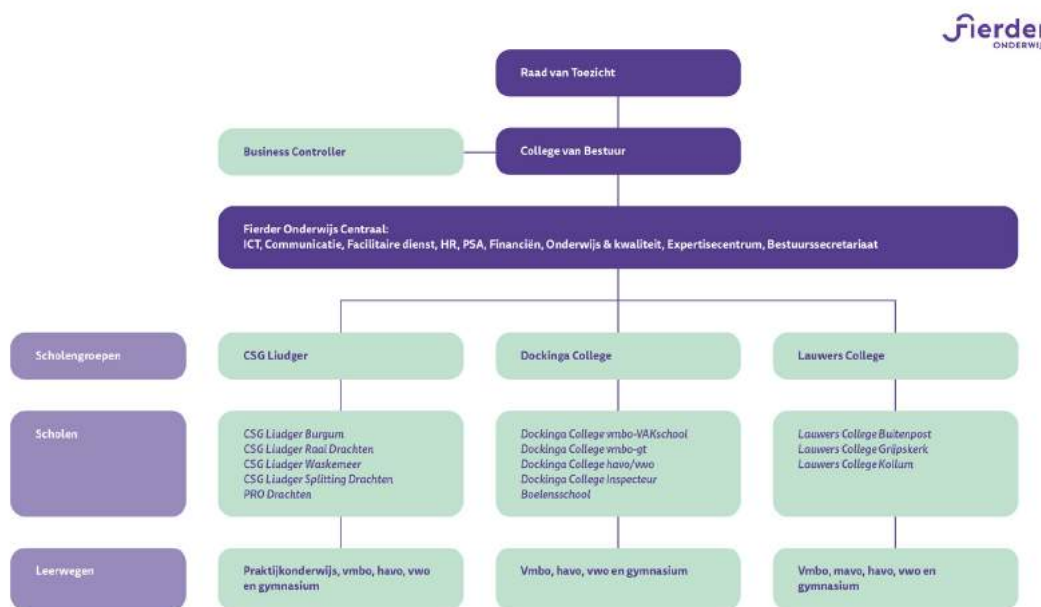 Fierder
ONDERWIJS
Raad van Toezicht
Business Controller
College van Bestuur
Fierder Onderwijs Centraal:
ICT, Communicatie, Facilitaire dienst, HR, PSA, Financiën, Onderwijs & kwaliteit, Expertisecentrum, Bestuurssecretariaat
Scholengroepen
CSG Liudger
Dockinga College
Lauwers College
Scholen
CSG Liudger Burgum
CSG Liudger Raai Drachten
CSG Liudger Waskemeer
CSG Liudger Splitting Drachten
PRO Drachten
Dockinga College vmbo-VAKschool
Dockinga College vmbo-gt
Dockinga College havo/vwo
Dockinga College Inspecteur
Boelensschool
Lauwers College Buitenpost
Lauwers College Grijpskerk
Lauwers College Kollum
Leerwegen
Praktijkonderwijs, vmbo, havo, vwo
en gymnasium
Vmbo, havo, vwo en gymnasium
Vmbo, mavo, havo, vwo en
gymnasium